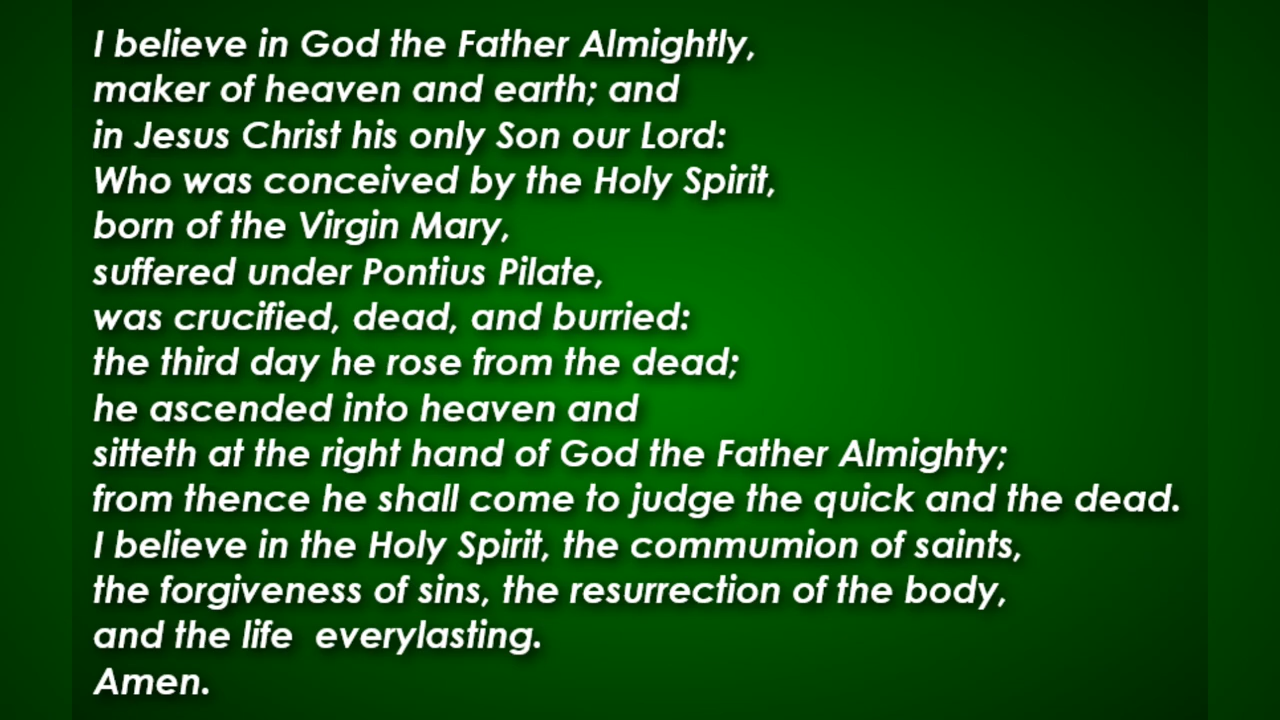 I believe in God the Father Almightly,
maker of heaven and earth; and
in Jesus Christ his only Son our Lord:
Who was conceived by the Holy Spirit,
born of the Virgin Mary,
suffered under Pontius Pilate,
was crucified, dead, and burried:
the third day he rose from the dead;
he ascended into heaven and
sitteth at the right hand of God the Father Almighty;
from thence he shall come to judge the quick and the dead.
I believe in the Holy Spirit, the commumion of saints,
the forgiveness of sins, the resurrection of the body,
and the life  everylasting.
Amen.